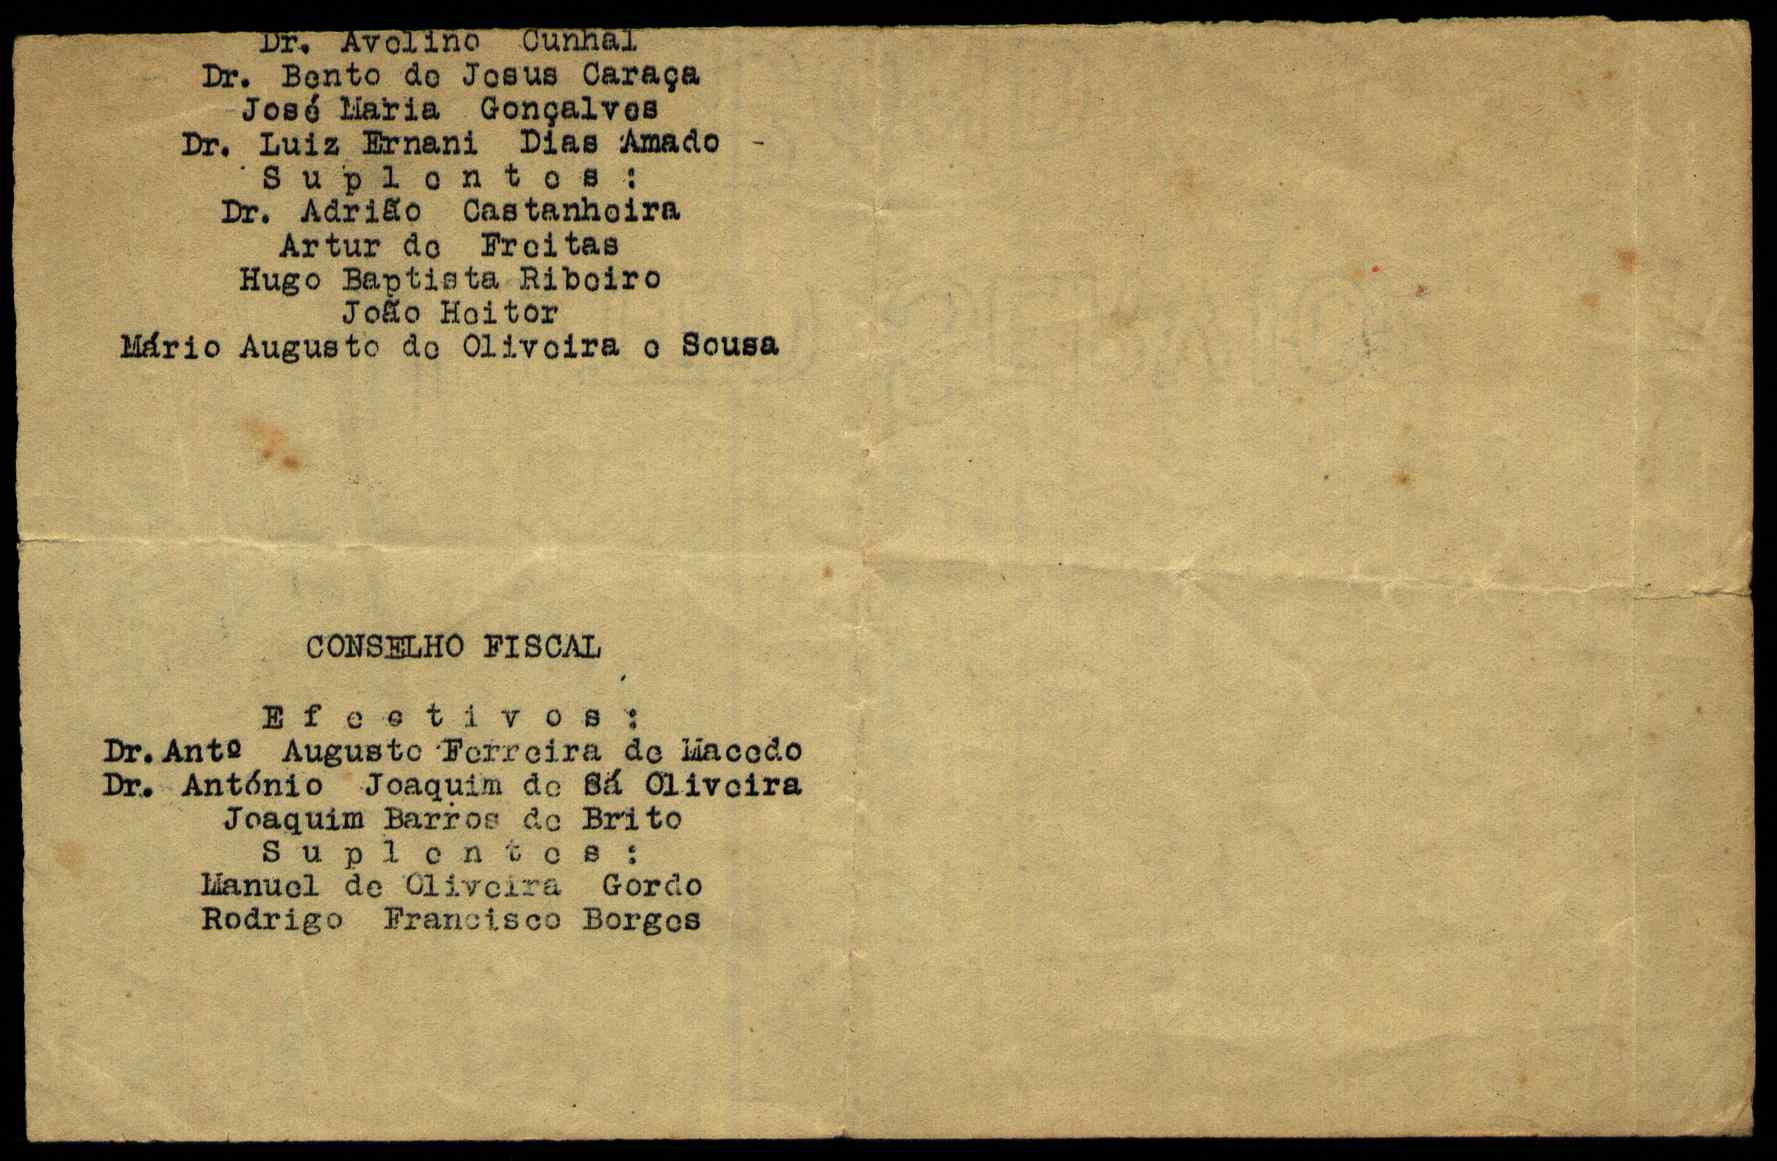 Dr. Avelino Cunhal
Dr. Bento de Jesus Caraça
José Maria Gonçalves
Dr. Luiz Ernani Dias Amado -
S u p l e n t e s :
Dr. Adrião Castanheira
Artur de Freitas
Hugo Baptista Ribeiro
João Heitor
Mário Augusto de Oliveira e Sousa
CONSELHO FISCAL
E f e c t i v o s :
Dr. Antº Augusto Ferreira de Macedo
Dr. António Joaquim de Sá Oliveira
Joaquim Barros de Brito
S u p l e n t e s :
Manuel de Oliveira Gordo
Rodrigo Francisco Borges